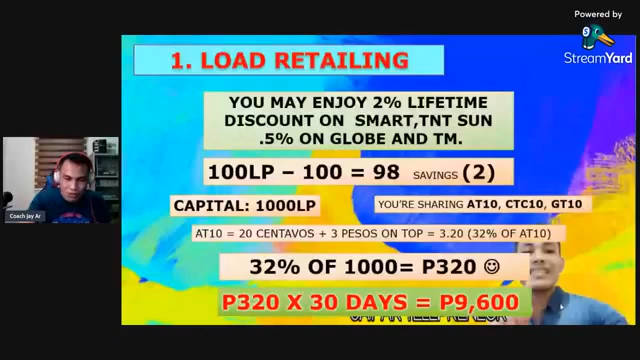 Powered by
StreamYard
1. LOAD RETAILING
YOU MAY ENJOY 2% LIFETIME
DISCOUNT ON SMART,TNT SUN
.5% ON GLOBE AND TM.
100LP – 100 = 98 SAVINGS (2)
CAPITAL: 1000LP
YOU'RE SHARING AT10, CTC10, GT10
AT10 = 20 CENTAVOS + 3 PESOS ON TOP = 3.20 (32% OF AT10)
32% OF 1000= P320 ☺
P320 X 30 DAYS = P9,600
Coach Jay Ar